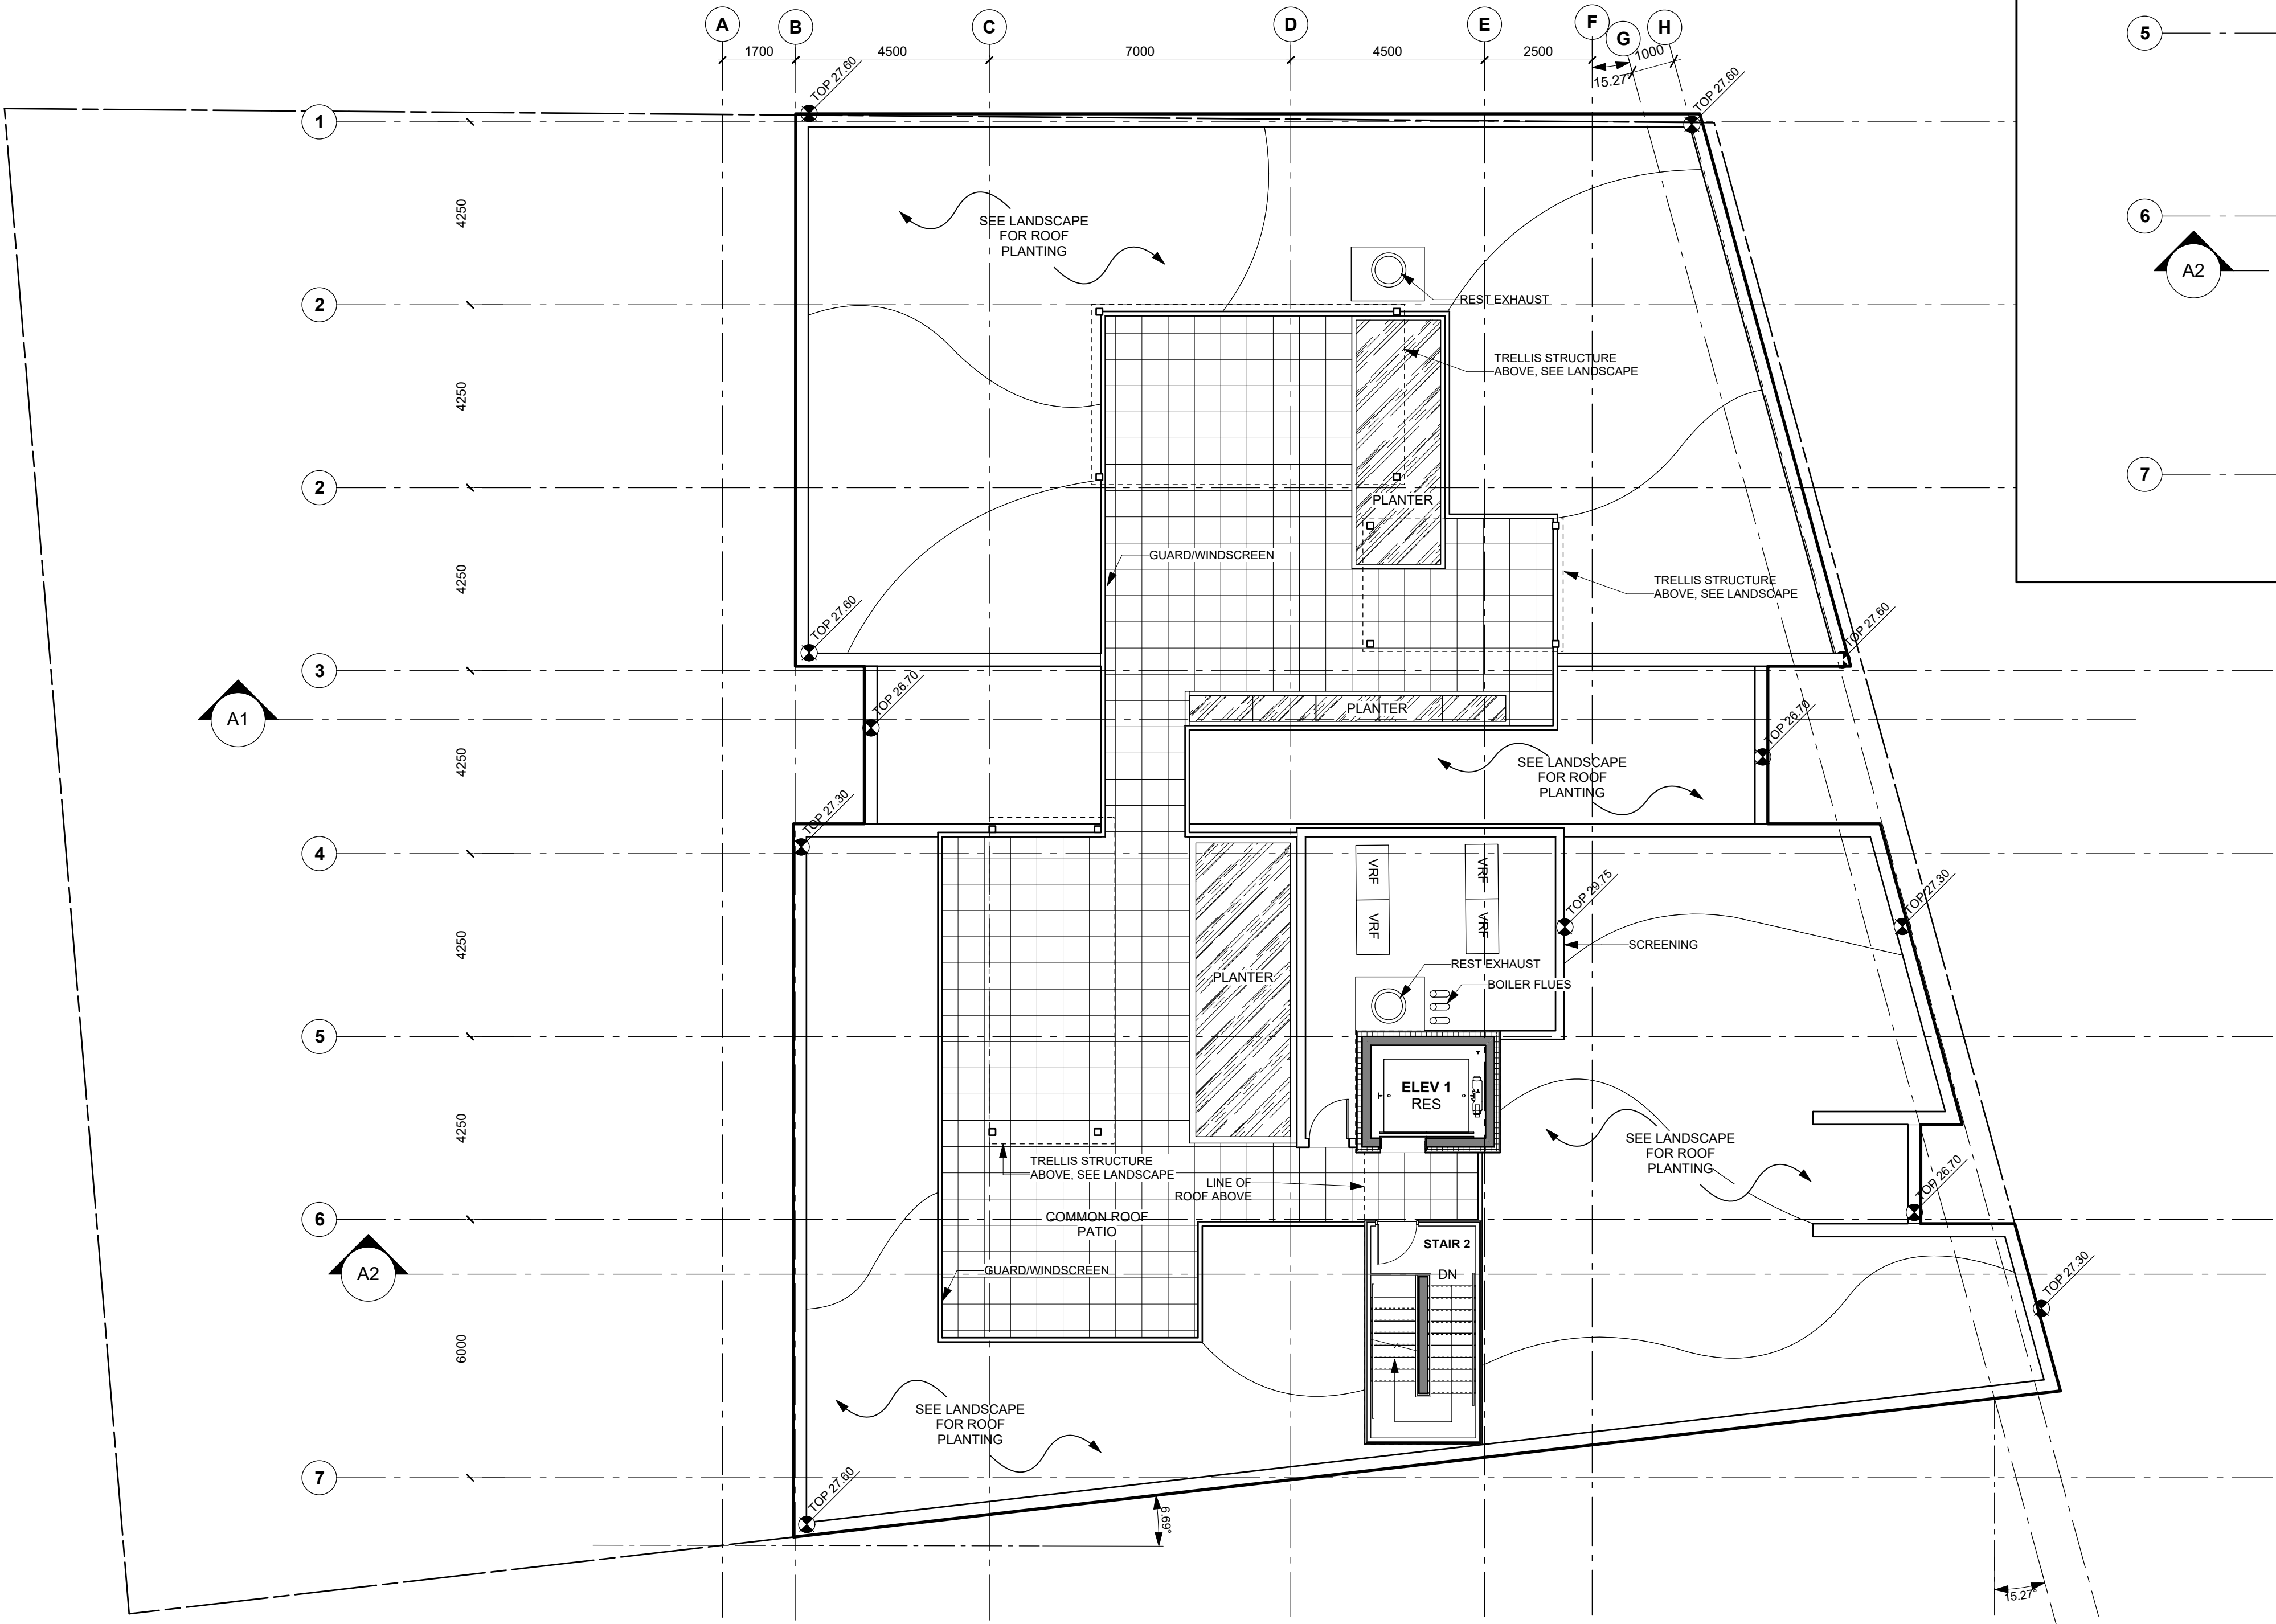 A
B
C
D
E
F
G
H
1700
4500
7000
4500
2500
15.27°
1000
5
6
A2
7
TOP 27.60
TOP 27.60
1
4250
SEE LANDSCAPE
FOR ROOF
PLANTING
REST EXHAUST
2
4250
TRELLIS STRUCTURE
ABOVE, SEE LANDSCAPE
2
PLANTER
GUARD/WINDSCREEN
4250
TRELLIS STRUCTURE
ABOVE, SEE LANDSCAPE
TOP 27.60
TOP 27.60
3
TOP 26.70
A1
PLANTER
TOP 26.70
4250
SEE LANDSCAPE
FOR ROOF
PLANTING
TOP 27.30
4
VRF
VRF
TOP 29.75
TOP 27.30
VRF
VRF
4250
SCREENING
REST EXHAUST
PLANTER
BOILER FLUES
5
ELEV 1
RES
4250
SEE LANDSCAPE
FOR ROOF
PLANTING
TRELLIS STRUCTURE
ABOVE, SEE LANDSCAPE
LINE OF
ROOF ABOVE
TOP 26.70
6
COMMON ROOF
PATIO
STAIR 2
A2
GUARD/WINDSCREEN
DN
TOP 27.30
6000
SEE LANDSCAPE
FOR ROOF
PLANTING
7
TOP 27.60
6.69°
15.27°